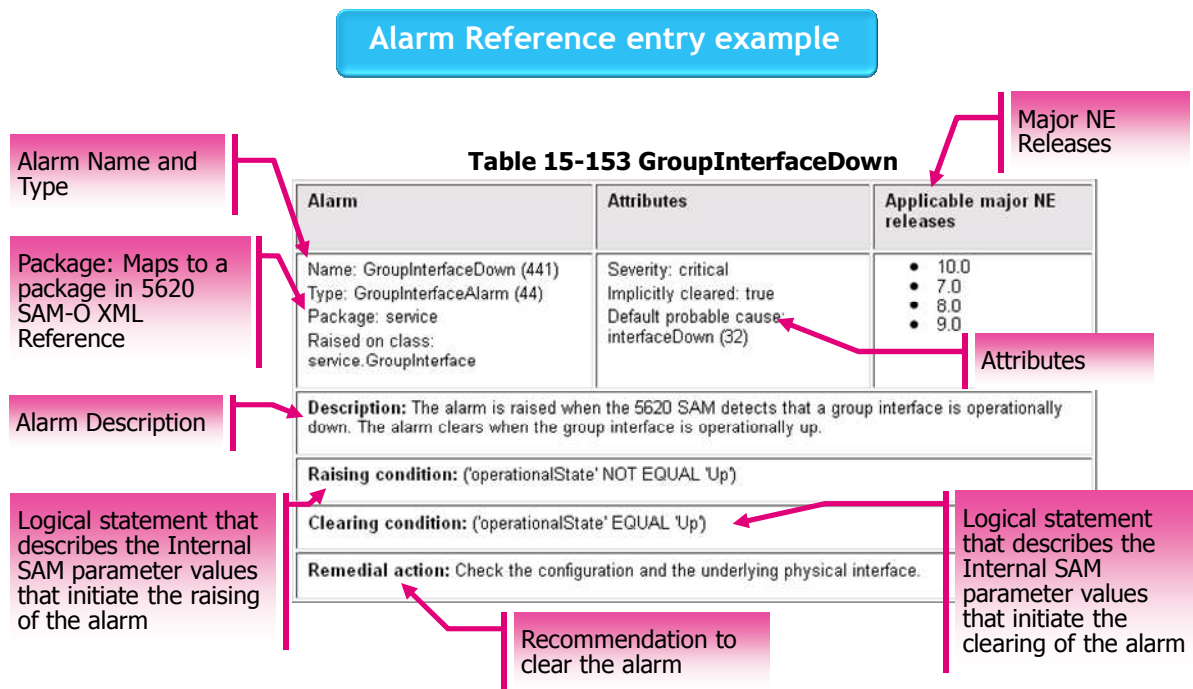 Alarm Reference entry example
Major NE
Releases
Alarm Name and
Type
Table 15-153 GroupInterfaceDown
Alarm
Attributes
Applicable major NE
releases
Package: Maps to a
package in 5620
SAM-O XML
Reference
Name: GroupInterfaceDown (441)
Type: GroupInterfaceAlarm (44)
Package: service
Raised on class:
service.GroupInterface
Severity: critical
Implicitly cleared: true
Default probable cause:
interfaceDown (32)
• 10.0
• 7.0
• 8.0
• 9.0
Attributes
Alarm Description
Description: The alarm is raised when the 5620 SAM detects that a group interface is operationally
down. The alarm clears when the group interface is operationally up.
Raising condition: ('operationalState' NOT EQUAL 'Up')
Clearing condition: ('operationalState' EQUAL 'Up')
Remedial action: Check the configuration and the underlying physical interface.
Logical statement that
describes the Internal
SAM parameter values
that initiate the raising
of the alarm
Logical statement
that describes the
Internal SAM
parameter values
that initiate the
clearing of the alarm
Recommendation to
clear the alarm